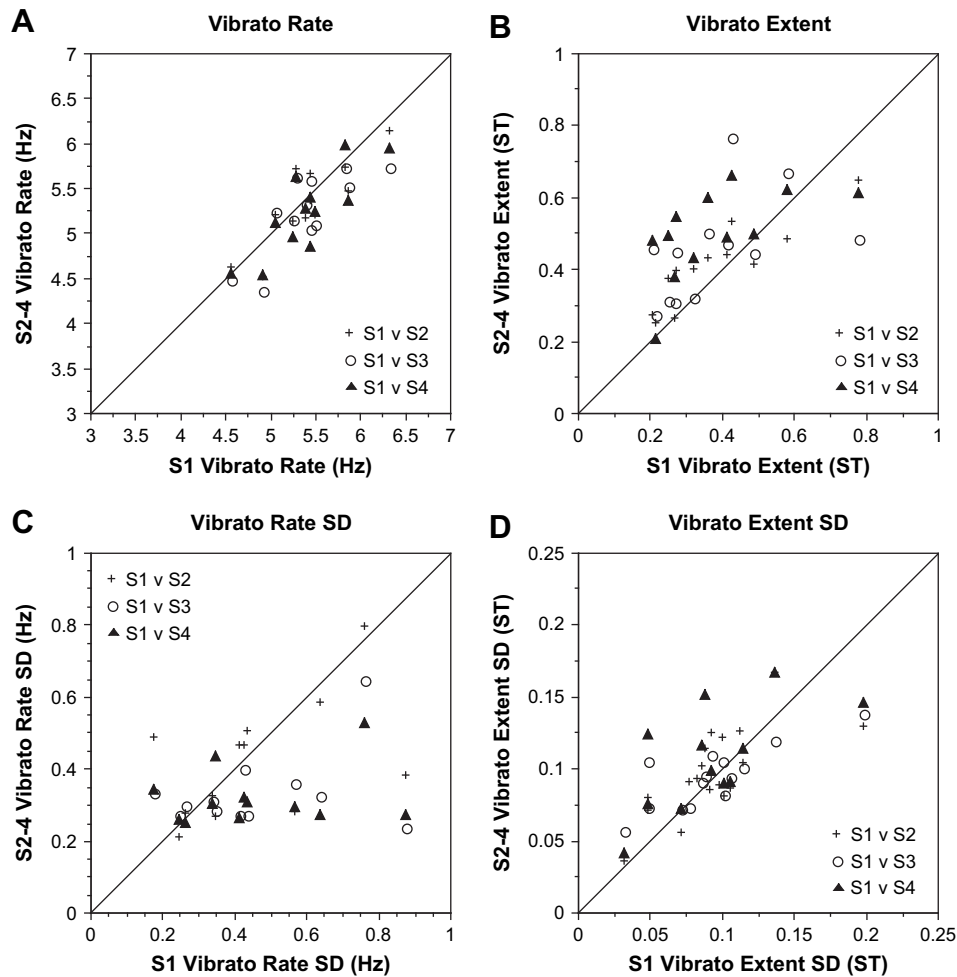 A
Vibrato Rate
S2-4 Vibrato Rate (Hz)
7
6.5
6
5.5
5
4.5
4
3.5
3
+ S1 v S2
○ S1 v S3
▲ S1 v S4
3 3.5 4 4.5 5 5.5 6 6.5 7
S1 Vibrato Rate (Hz)
B
Vibrato Extent
S2-4 Vibrato Extent (ST)
1
0.8
0.6
0.4
0.2
0
+ S1 v S2
○ S1 v S3
▲ S1 v S4
0 0.2 0.4 0.6 0.8 1
S1 Vibrato Extent (ST)
C
Vibrato Rate SD
S2-4 Vibrato Rate SD (Hz)
1
0.8
0.6
0.4
0.2
0
+ S1 v S2
○ S1 v S3
▲ S1 v S4
0 0.2 0.4 0.6 0.8 1
S1 Vibrato Rate SD (Hz)
D
Vibrato Extent SD
S2-4 Vibrato Extent SD (ST)
0.25
0.2
0.15
0.1
0.05
0
+ S1 v S2
○ S1 v S3
▲ S1 v S4
0 0.05 0.1 0.15 0.2 0.25
S1 Vibrato Extent SD (ST)